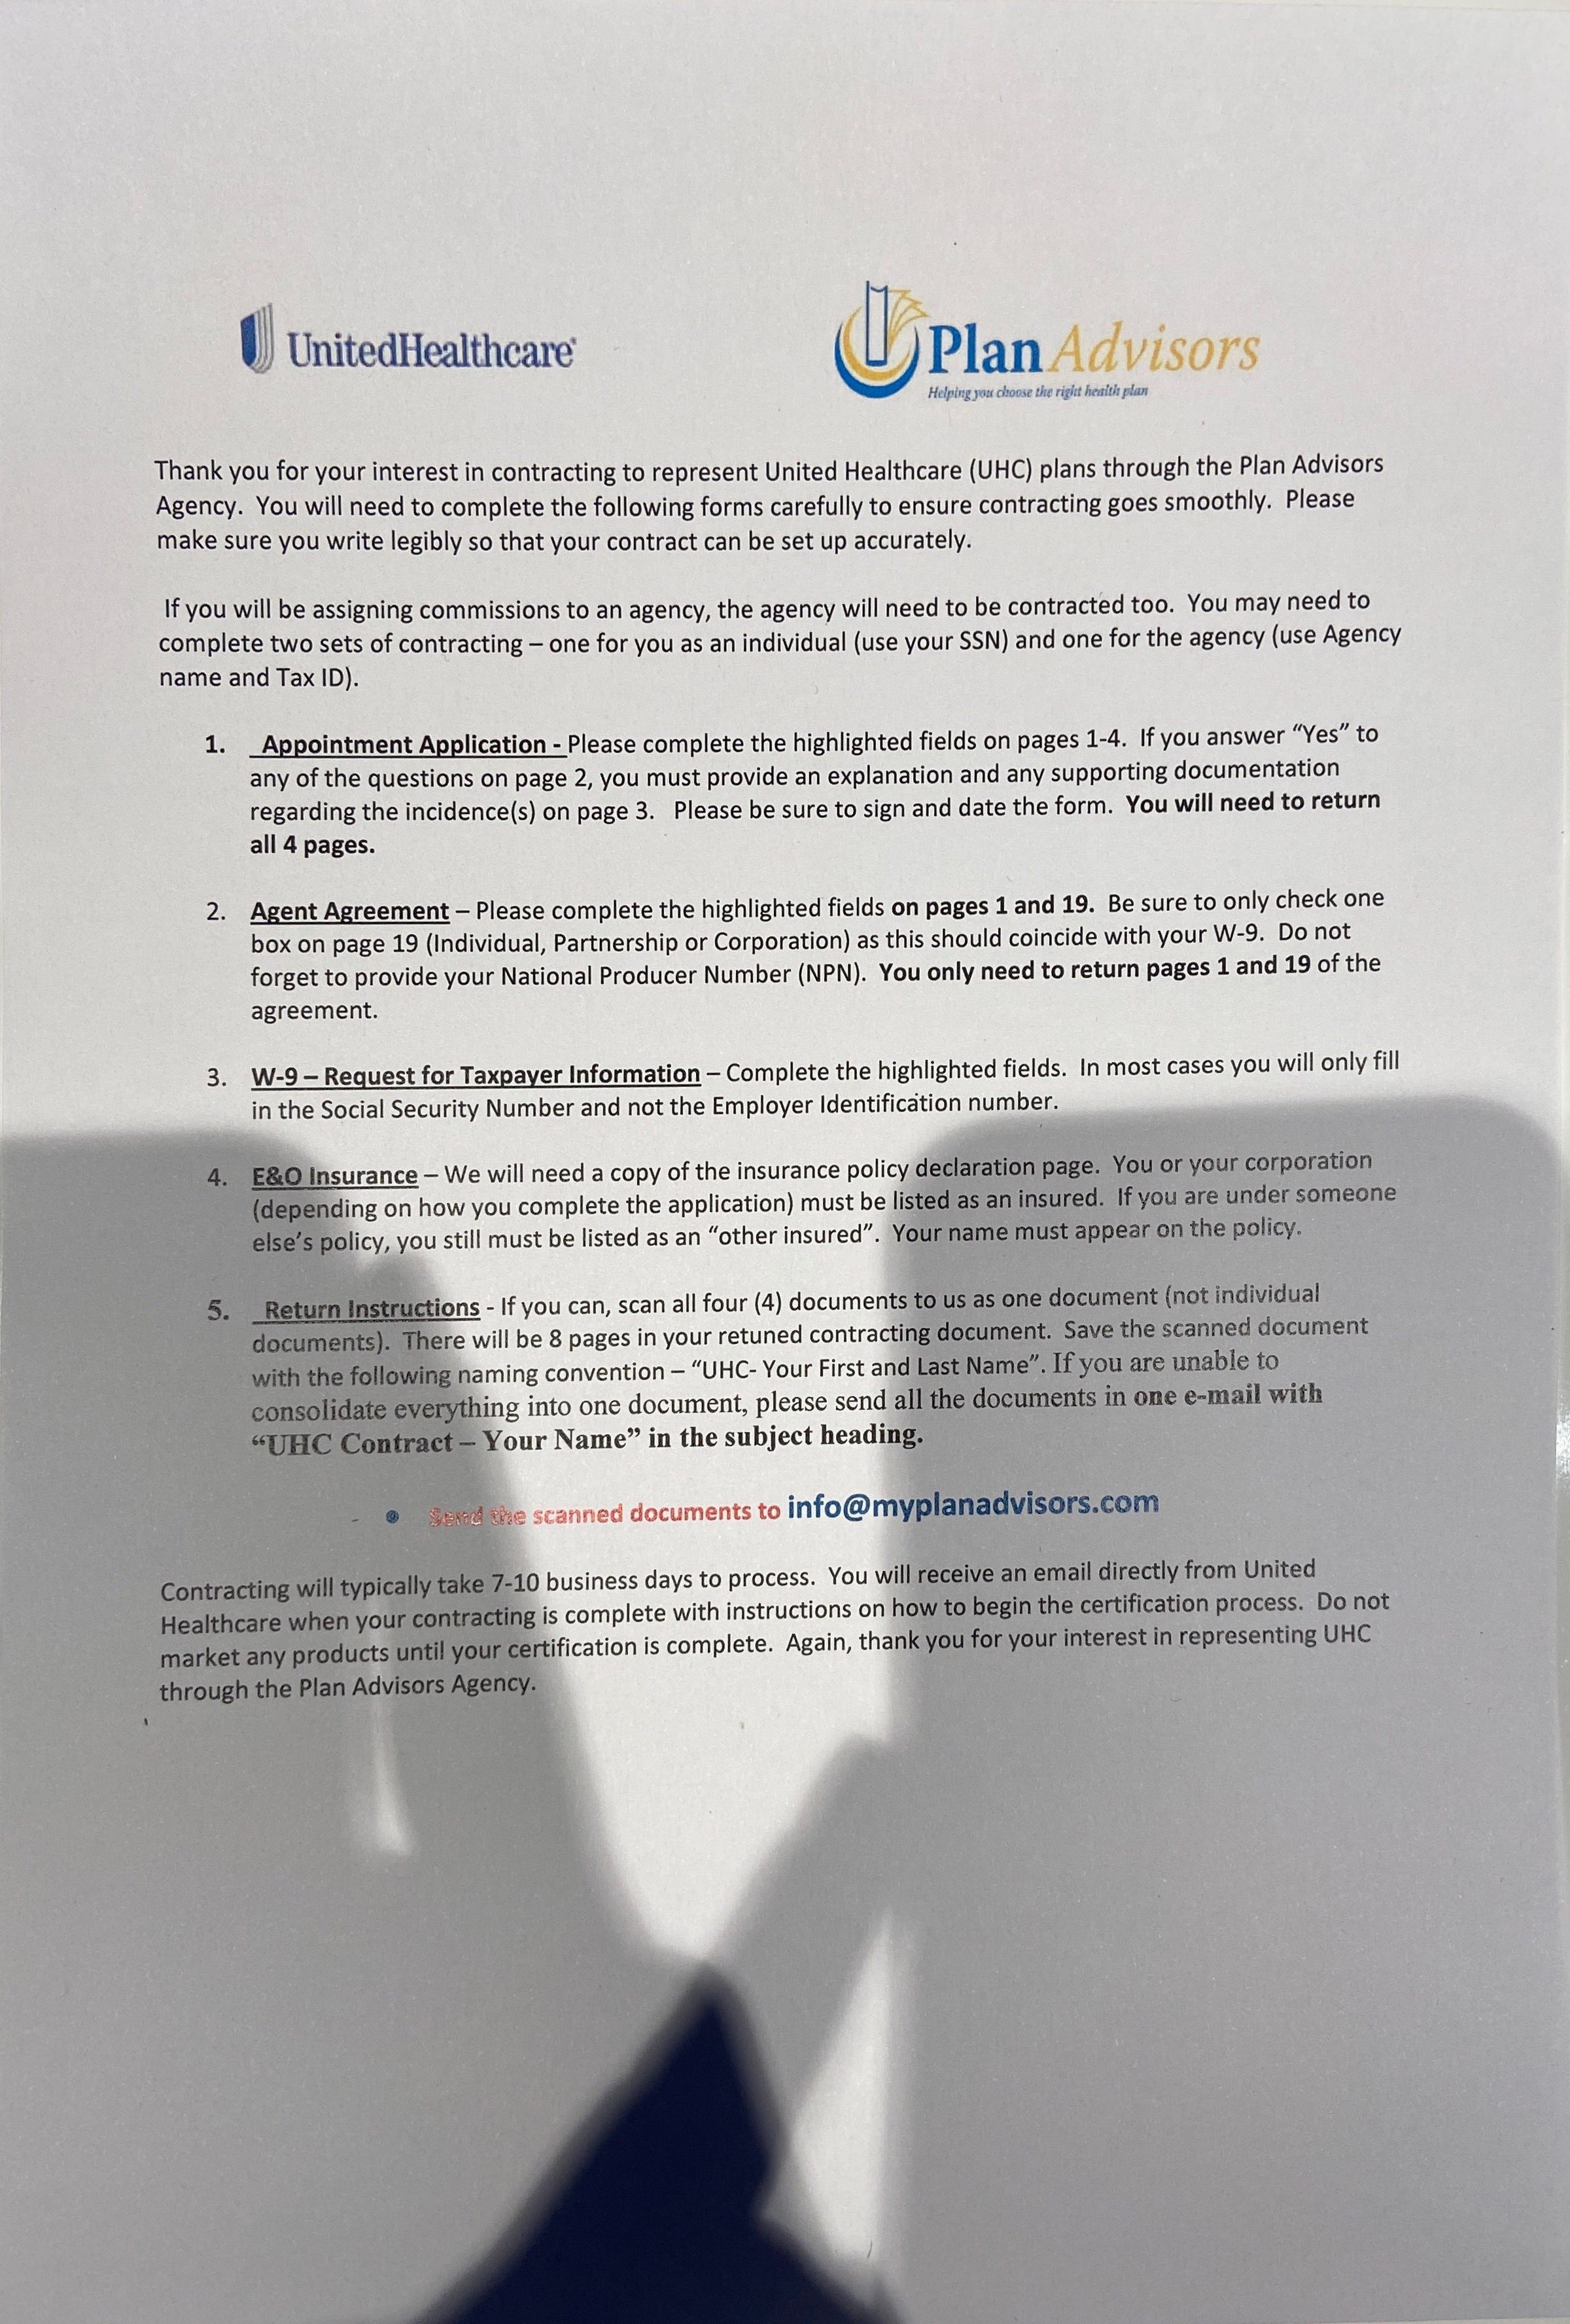 UnitedHealthcare
Plan Advisors
Helping you choose the right health plan
Thank you for your interest in contracting to represent United Healthcare (UHC) plans through the Plan Advisors
Agency.  You will need to complete the following forms carefully to ensure contracting goes smoothly.  Please
make sure you write legibly so that your contract can be set up accurately.
If you will be assigning commissions to an agency, the agency will need to be contracted too.  You may need to
complete two sets of contracting – one for you as an individual (use your SSN) and one for the agency (use Agency
name and Tax ID).
1. Appointment Application - Please complete the highlighted fields on pages 1-4.  If you answer “Yes” to
any of the questions on page 2, you must provide an explanation and any supporting documentation
regarding the incidence(s) on page 3.   Please be sure to sign and date the form.  You will need to return
all 4 pages.
2. Agent Agreement – Please complete the highlighted fields on pages 1 and 19.  Be sure to only check one
box on page 19 (Individual, Partnership or Corporation) as this should coincide with your W-9.  Do not
forget to provide your National Producer Number (NPN).  You only need to return pages 1 and 19 of the
agreement.
3. W-9 – Request for Taxpayer Information – Complete the highlighted fields.  In most cases you will only fill
in the Social Security Number and not the Employer Identification number.
4. E&O Insurance – We will need a copy of the insurance policy declaration page.  You or your corporation
(depending on how you complete the application) must be listed as an insured.  If you are under someone
else’s policy, you still must be listed as an “other insured”.  Your name must appear on the policy.
5. Return Instructions - If you can, scan all four (4) documents to us as one document (not individual
documents).  There will be 8 pages in your retuned contracting document.  Save the scanned document
with the following naming convention – “UHC- Your First and Last Name”. If you are unable to
consolidate everything into one document, please send all the documents in one e-mail with
“UHC Contract – Your Name” in the subject heading.
• Send the scanned documents to info@myplanadvisors.com
Contracting will typically take 7-10 business days to process.  You will receive an email directly from United
Healthcare when your contracting is complete with instructions on how to begin the certification process.  Do not
market any products until your certification is complete.  Again, thank you for your interest in representing UHC
through the Plan Advisors Agency.